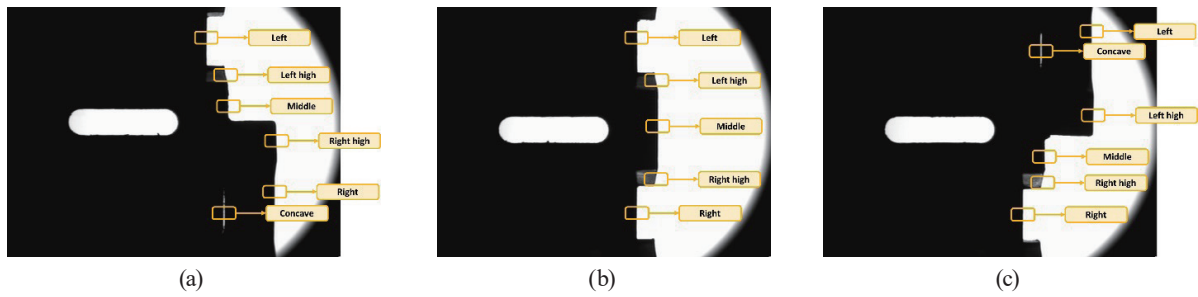 Left
Left high
Middle
Right high
Right
Concave
(a)
Left
Left high
Middle
Right high
Right
(b)
Left
Concave
Left high
Middle
Right high
Right
(c)